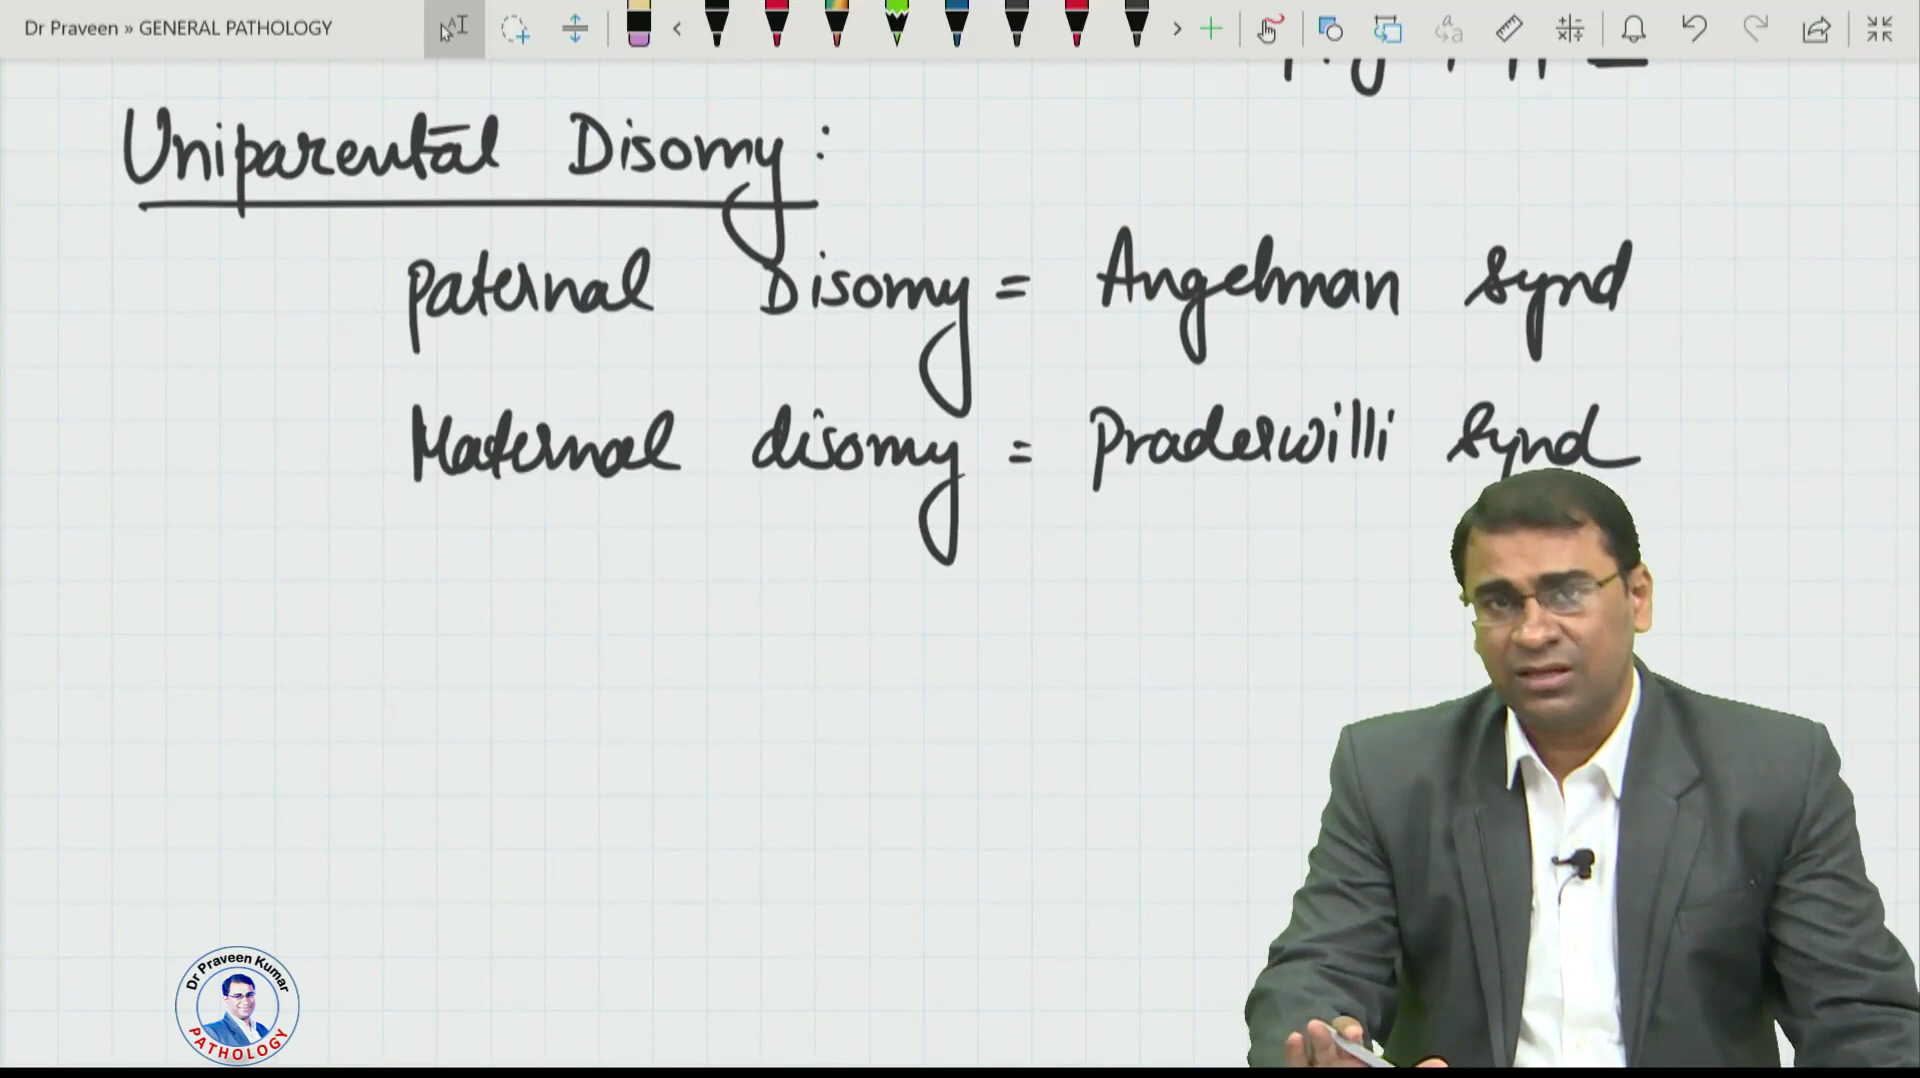 Dr Praveen » GENERAL PATHOLOGY
Uniparental Disomy :
Paternal Disomy = Angelman synd
Maternal disomy = Praderwilli synd
Dr Praveen Kumar
PATHOLOGY